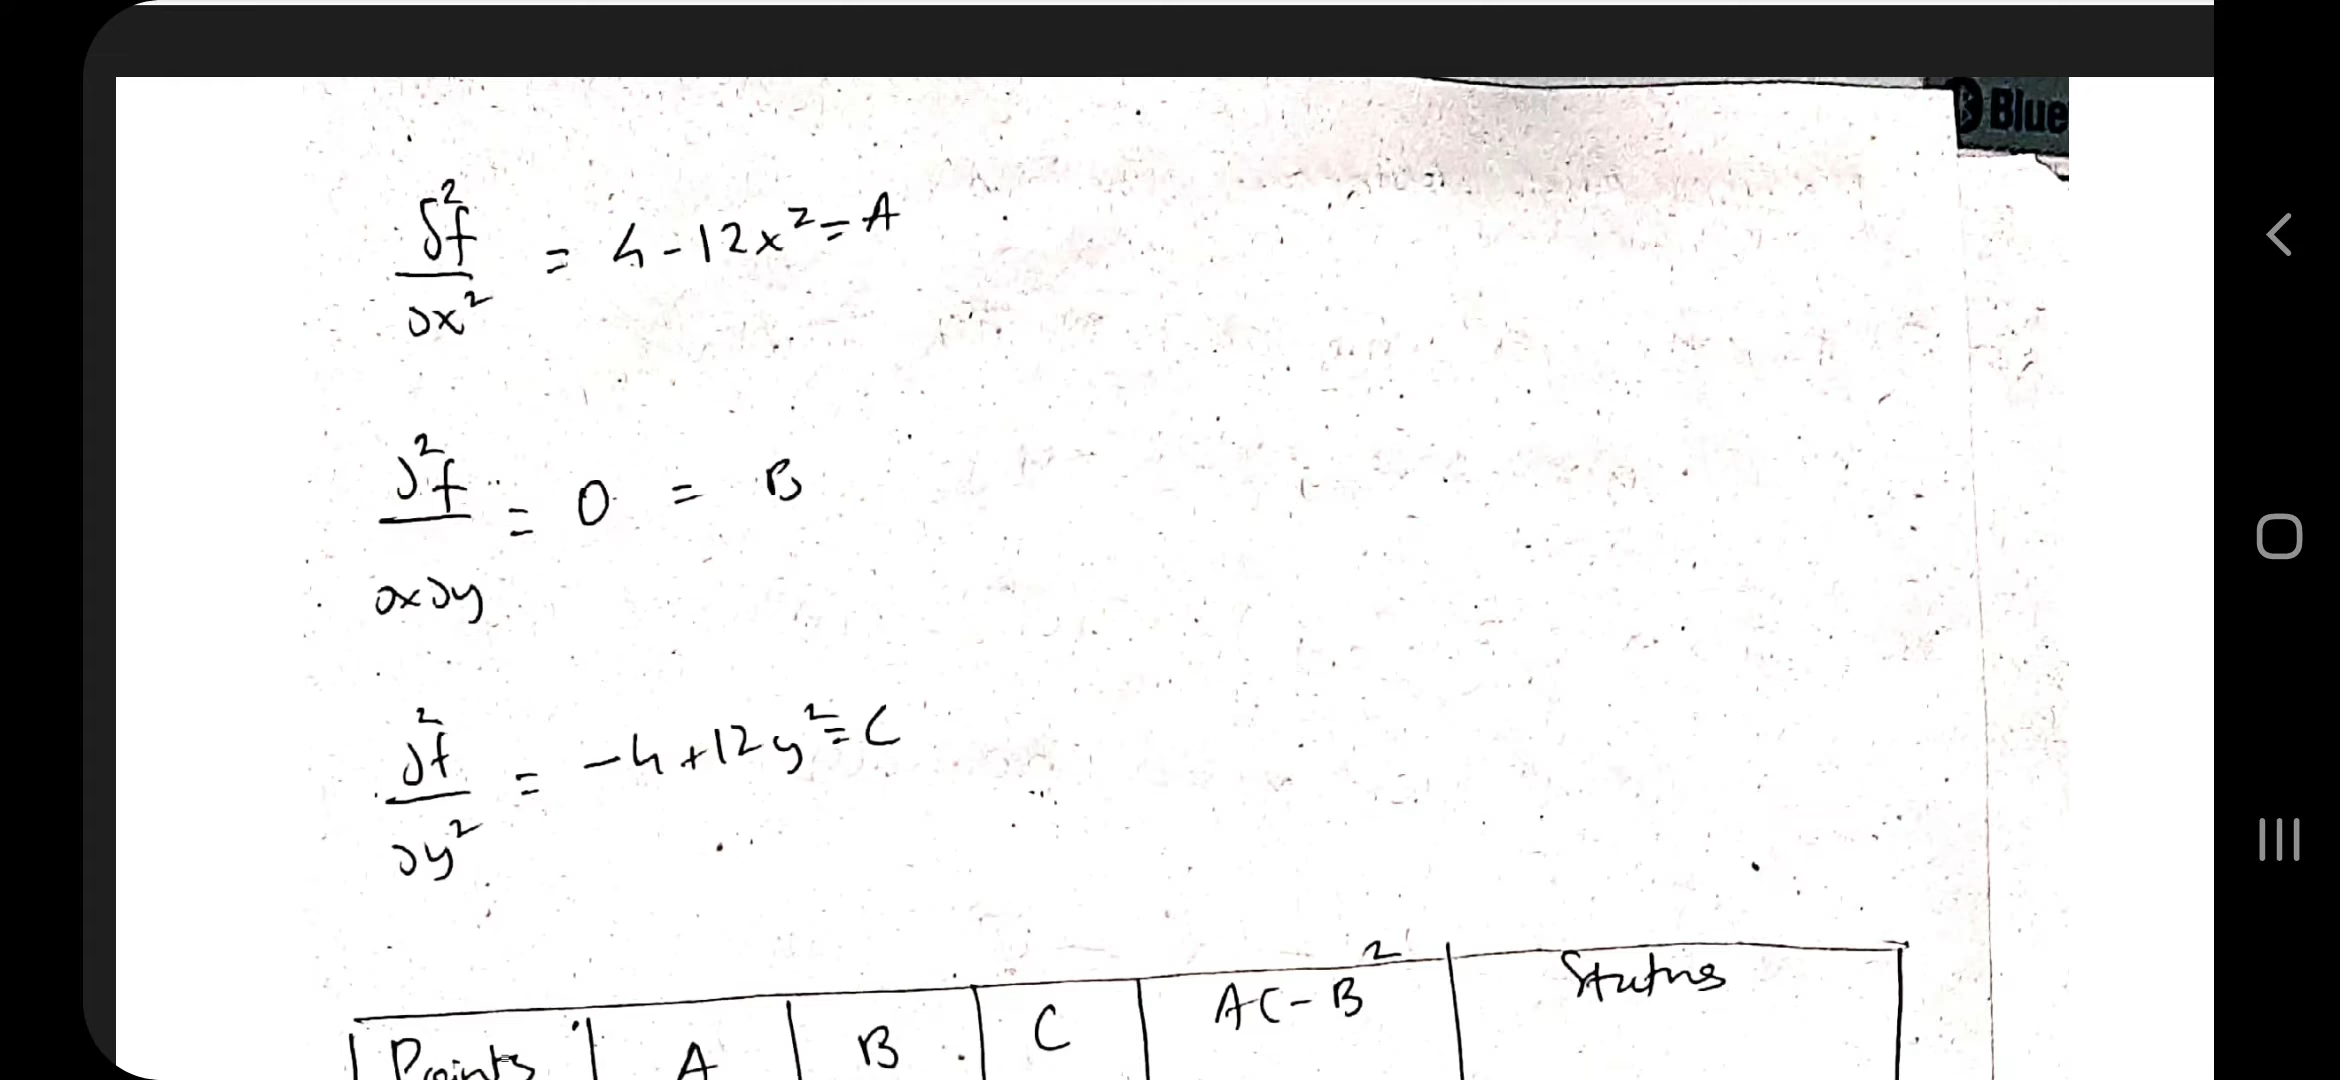 Blue
∂²f/∂x² = 4 - 12x² = A
∂²f/∂x∂y = 0 = B
∂²f/∂y² = -4 + 12y² = C
Points A B C AC - B² Status